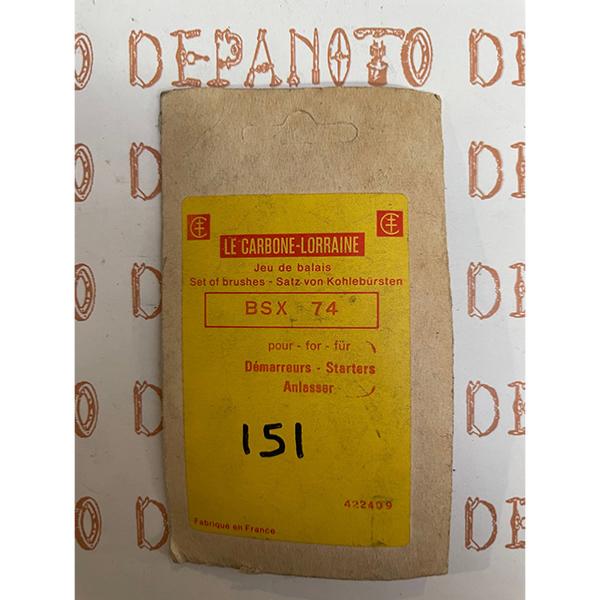 DEPANOTO
LE CARBONE-LORRAINE
Jeu de balais
Set of brushes - Satz von Kohlebürsten
BSX 74
pour - for - für
Démarreurs - Starters
Anlasser
151
422409
Fabriqué en France